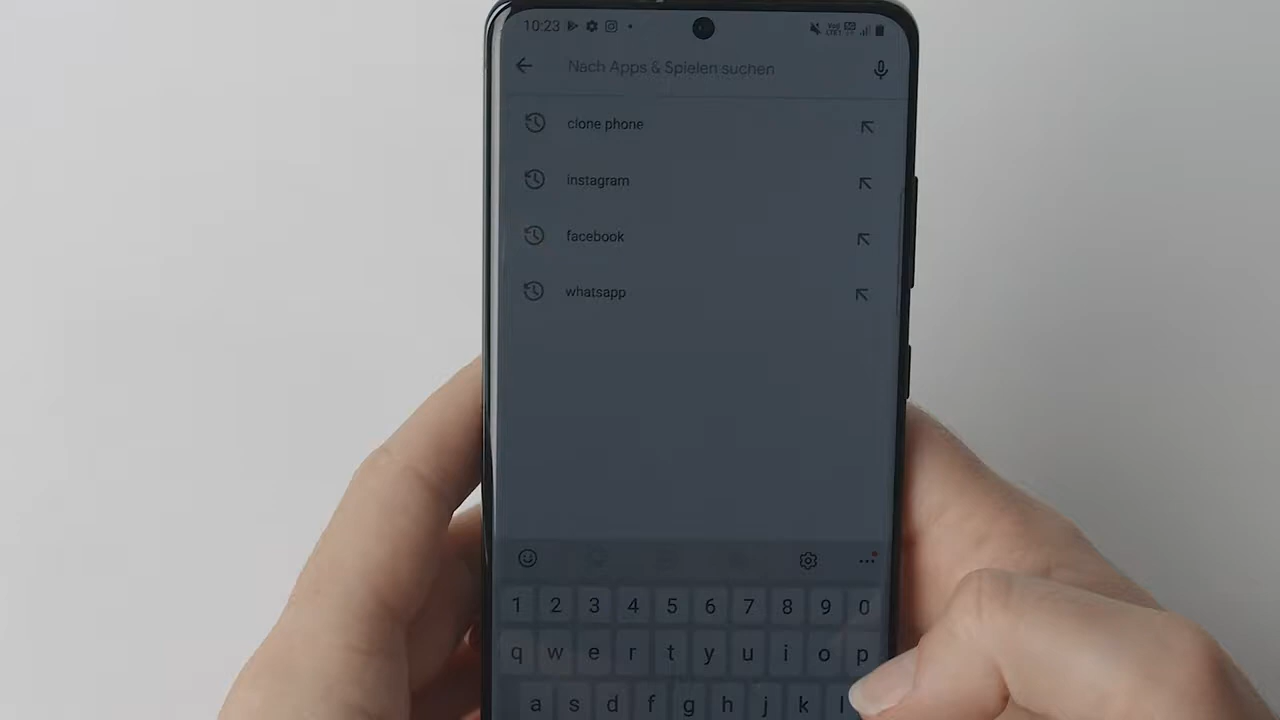 10:23
Nach Apps & Spielen suchen
clone phone
instagram
facebook
whatsapp
1 2 3 4 5 6 7 8 9 0
q w e r t y u i o p
a s d f g h j k l